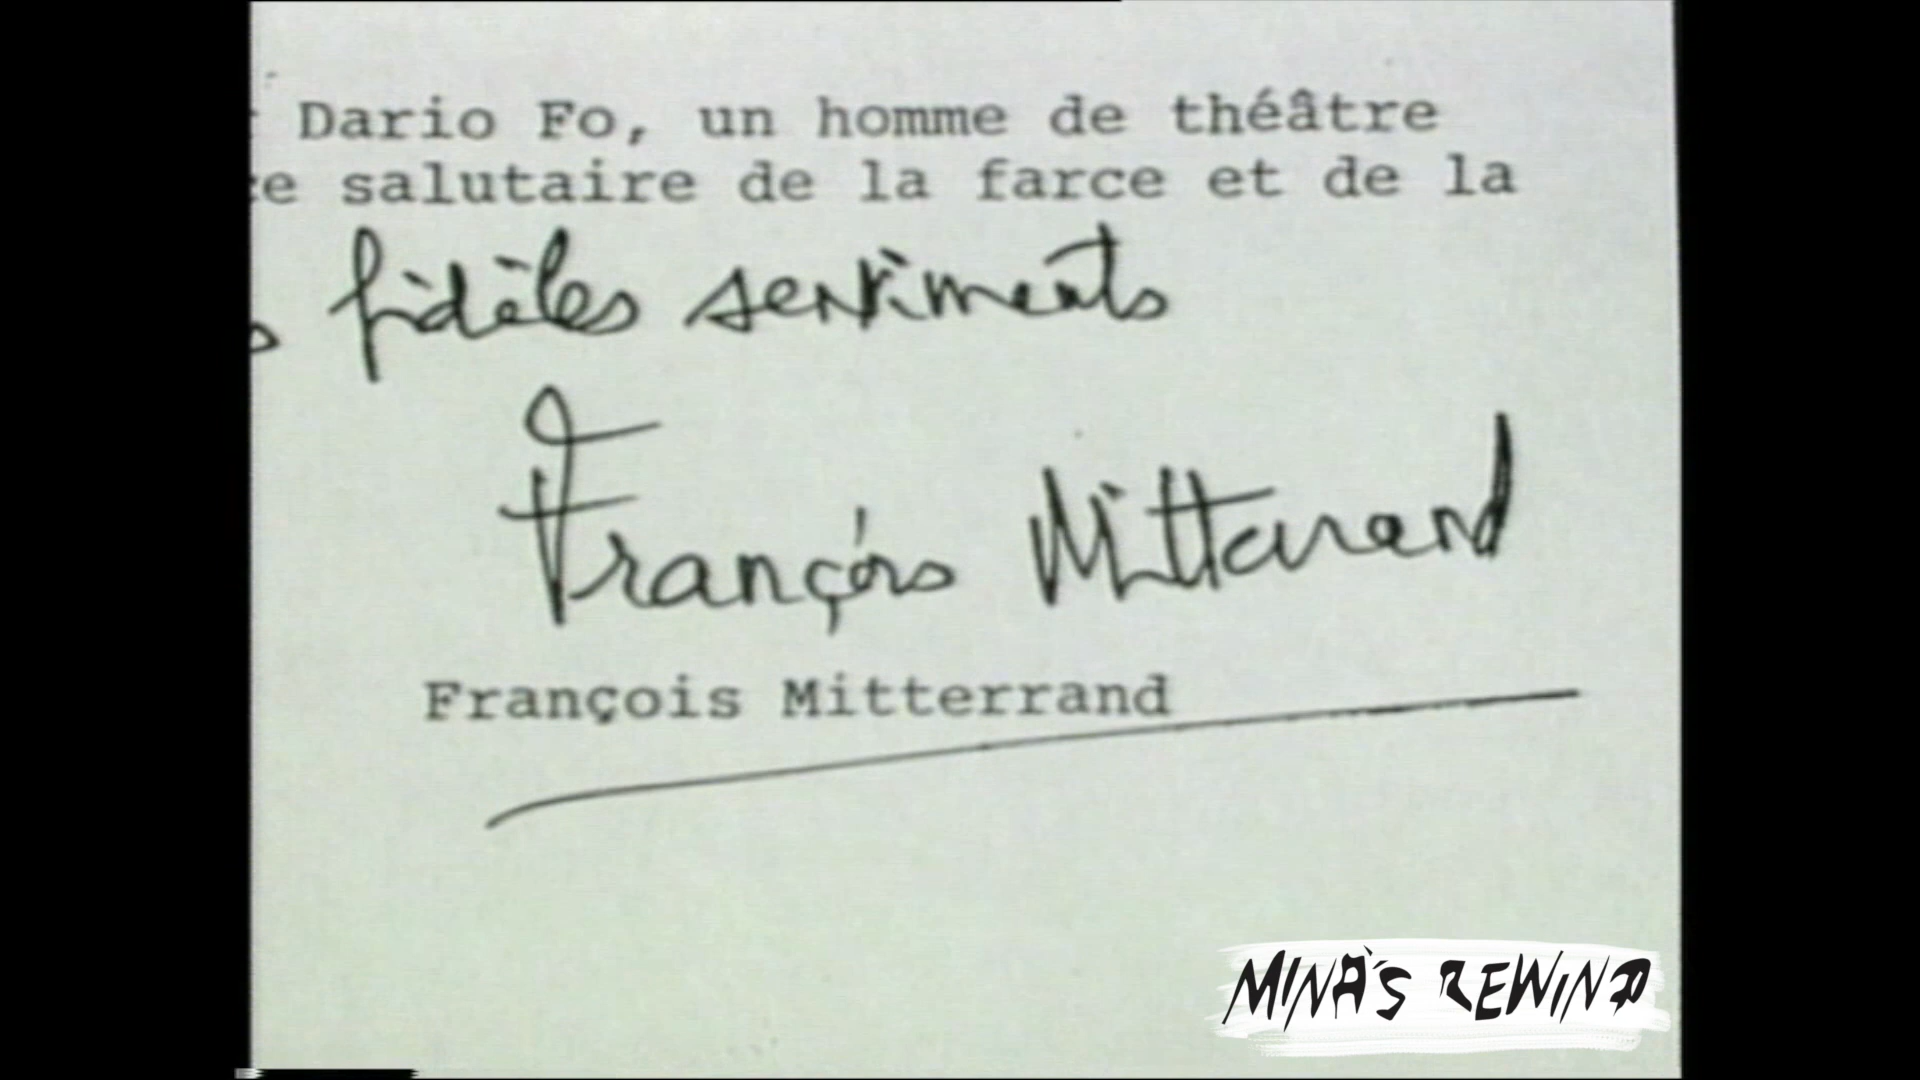 Dario Fo, un homme de théâtre
salutaire de la farce et de la
fidèles sentiments
François Mitterrand
François Mitterrand
MINA'S REWIND